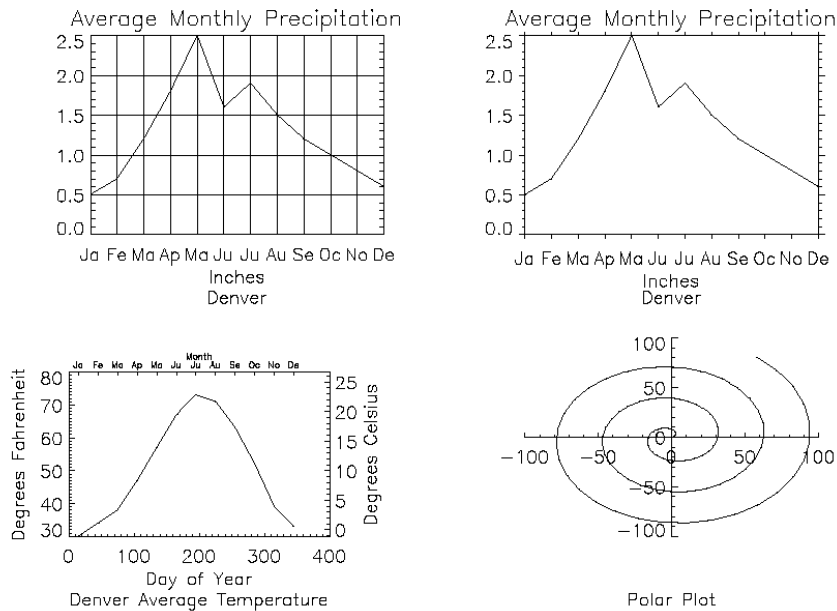 Average Monthly Precipitation
2.5
2.0
1.5
1.0
0.5
0.0
Ja Fe Ma Ap Ma Ju Ju Au Se Oc No De
Inches
Denver
Average Monthly Precipitation
2.5
2.0
1.5
1.0
0.5
0.0
Ja Fe Ma Ap Ma Ju Ju Au Se Oc No De
Inches
Denver
Month
Ja Fe Ma Ap Ma Ju Ju Au Se Oc No De
Degrees Fahrenheit
80
70
60
50
40
30
25
20
15
10
5
0
Degrees Celsius
0 100 200 300 400
Day of Year
Denver Average Temperature
100
50
0
-50
-100
-100 -50 0 50 100
Polar Plot